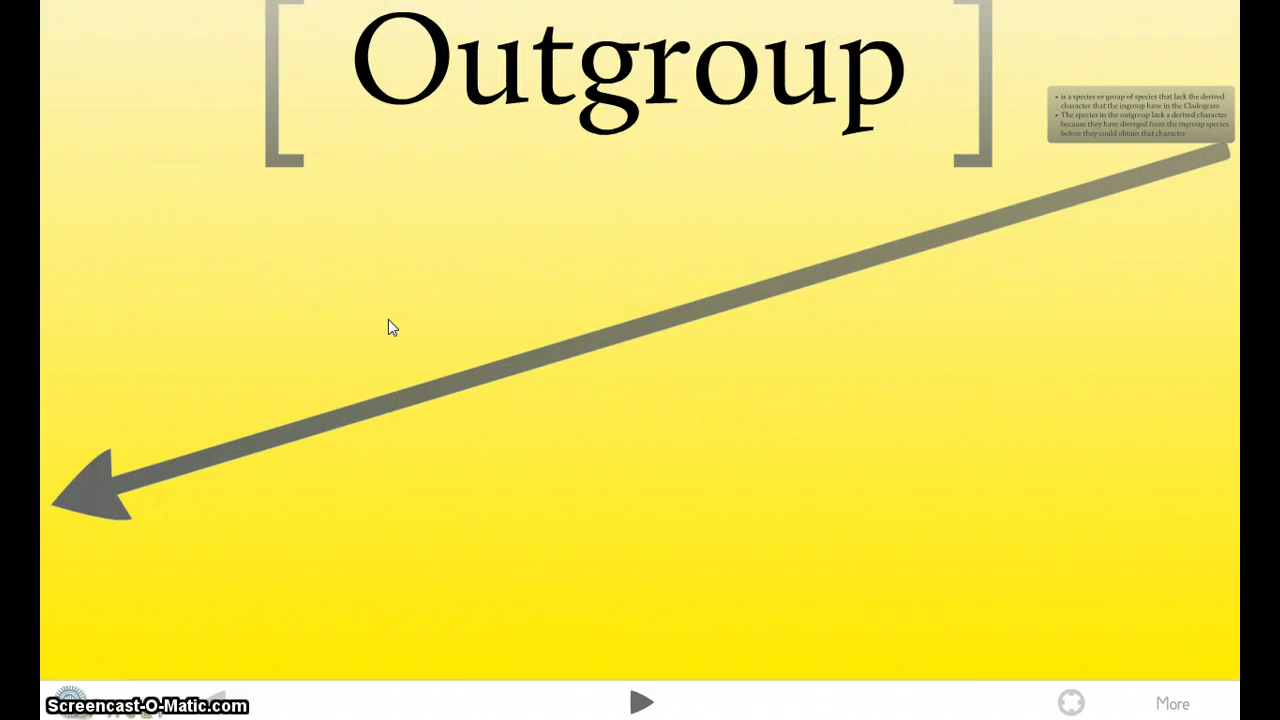 Outgroup
• is a species or group of species that lack the derived
character that the ingroup have in the Cladogram
• The species in the outgroup lack a derived character
because they have diverged from the ingroup species
before they could obtain that character
Screencast-O-Matic.com
More